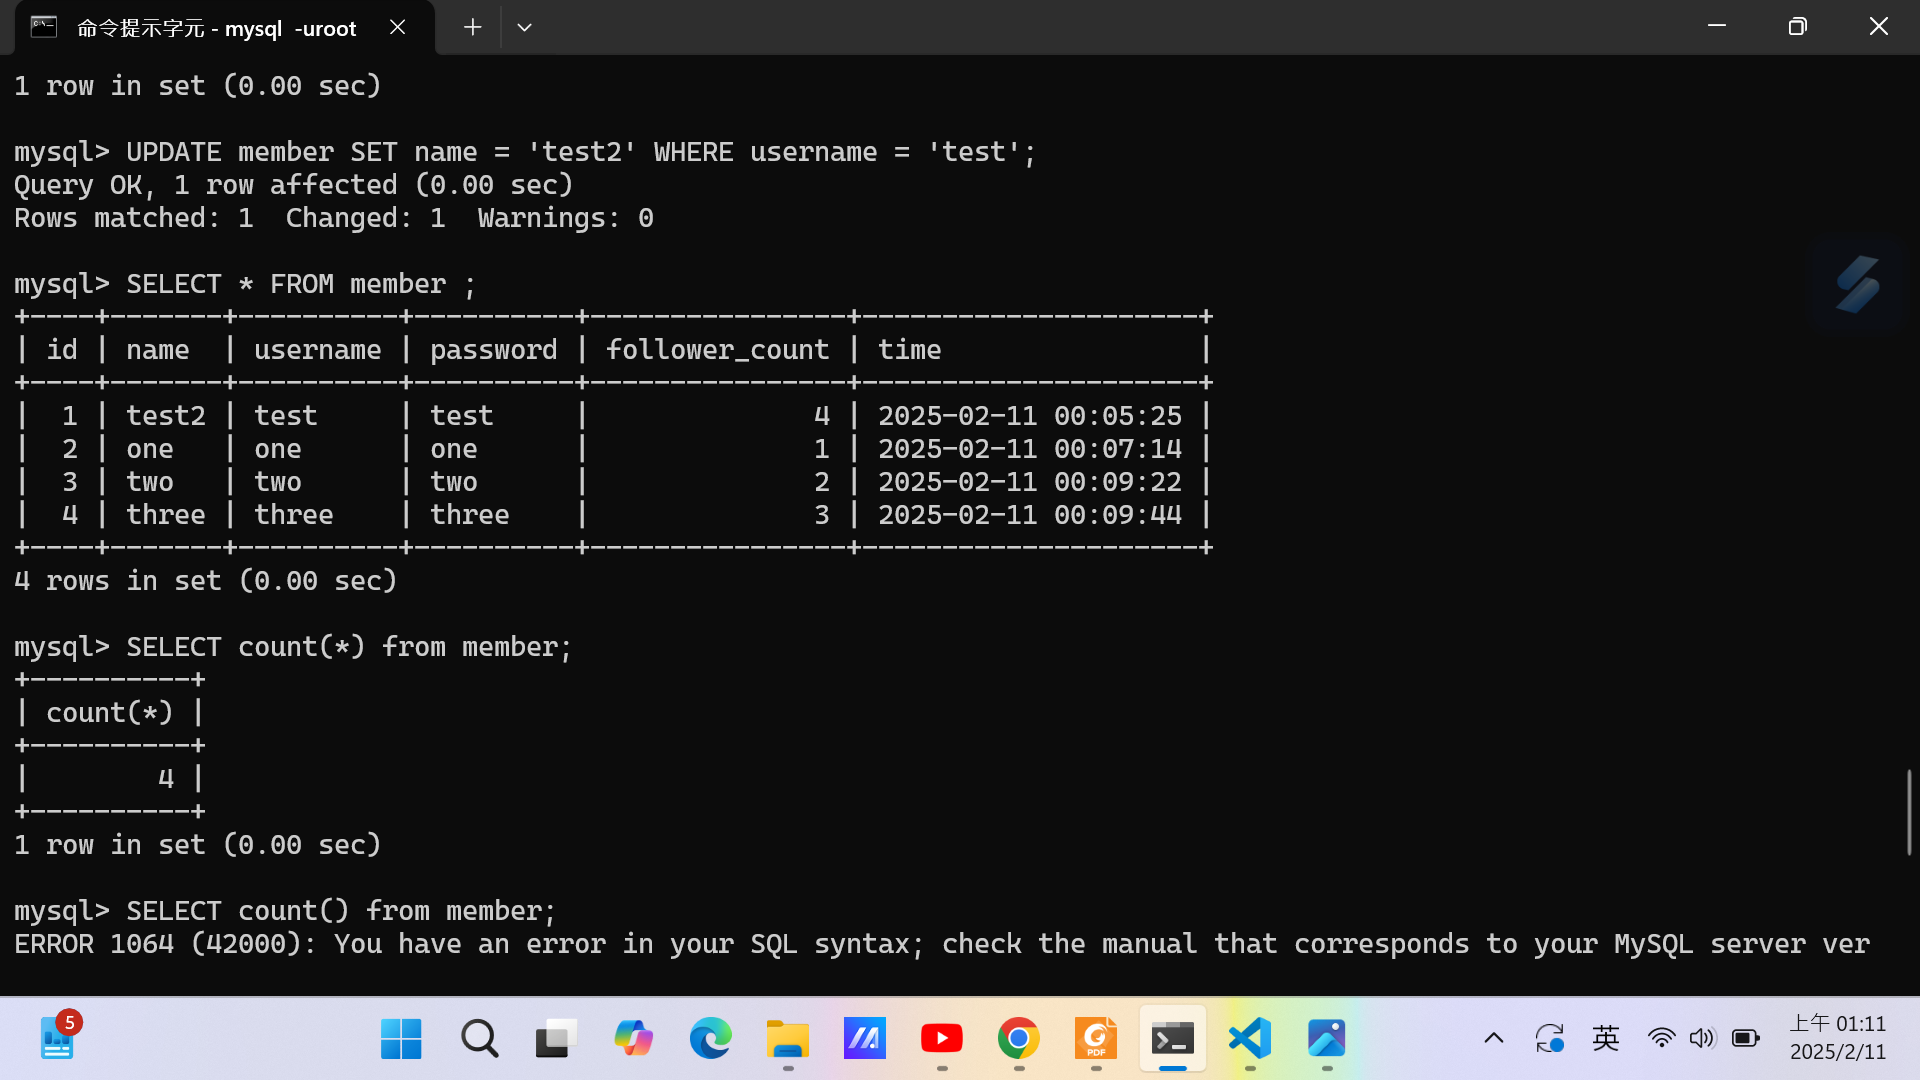 命令提示字元 - mysql  -uroot
1 row in set (0.00 sec)
mysql> UPDATE member SET name = 'test2' WHERE username = 'test';
Query OK, 1 row affected (0.00 sec)
Rows matched: 1  Changed: 1  Warnings: 0
mysql> SELECT * FROM member ;
+----+-------+----------+----------+----------------+---------------------+
| id | name  | username | password | follower_count | time                |
+----+-------+----------+----------+----------------+---------------------+
|  1 | test2 | test     | test     |              4 | 2025-02-11 00:05:25 |
|  2 | one   | one      | one      |              1 | 2025-02-11 00:07:14 |
|  3 | two   | two      | two      |              2 | 2025-02-11 00:09:22 |
|  4 | three | three    | three    |              3 | 2025-02-11 00:09:44 |
+----+-------+----------+----------+----------------+---------------------+
4 rows in set (0.00 sec)
mysql> SELECT count(*) from member;
+----------+
| count(*) |
+----------+
|        4 |
+----------+
1 row in set (0.00 sec)
mysql> SELECT count() from member;
ERROR 1064 (42000): You have an error in your SQL syntax; check the manual that corresponds to your MySQL server ver
5
PDF
英
上午 01:11
2025/2/11